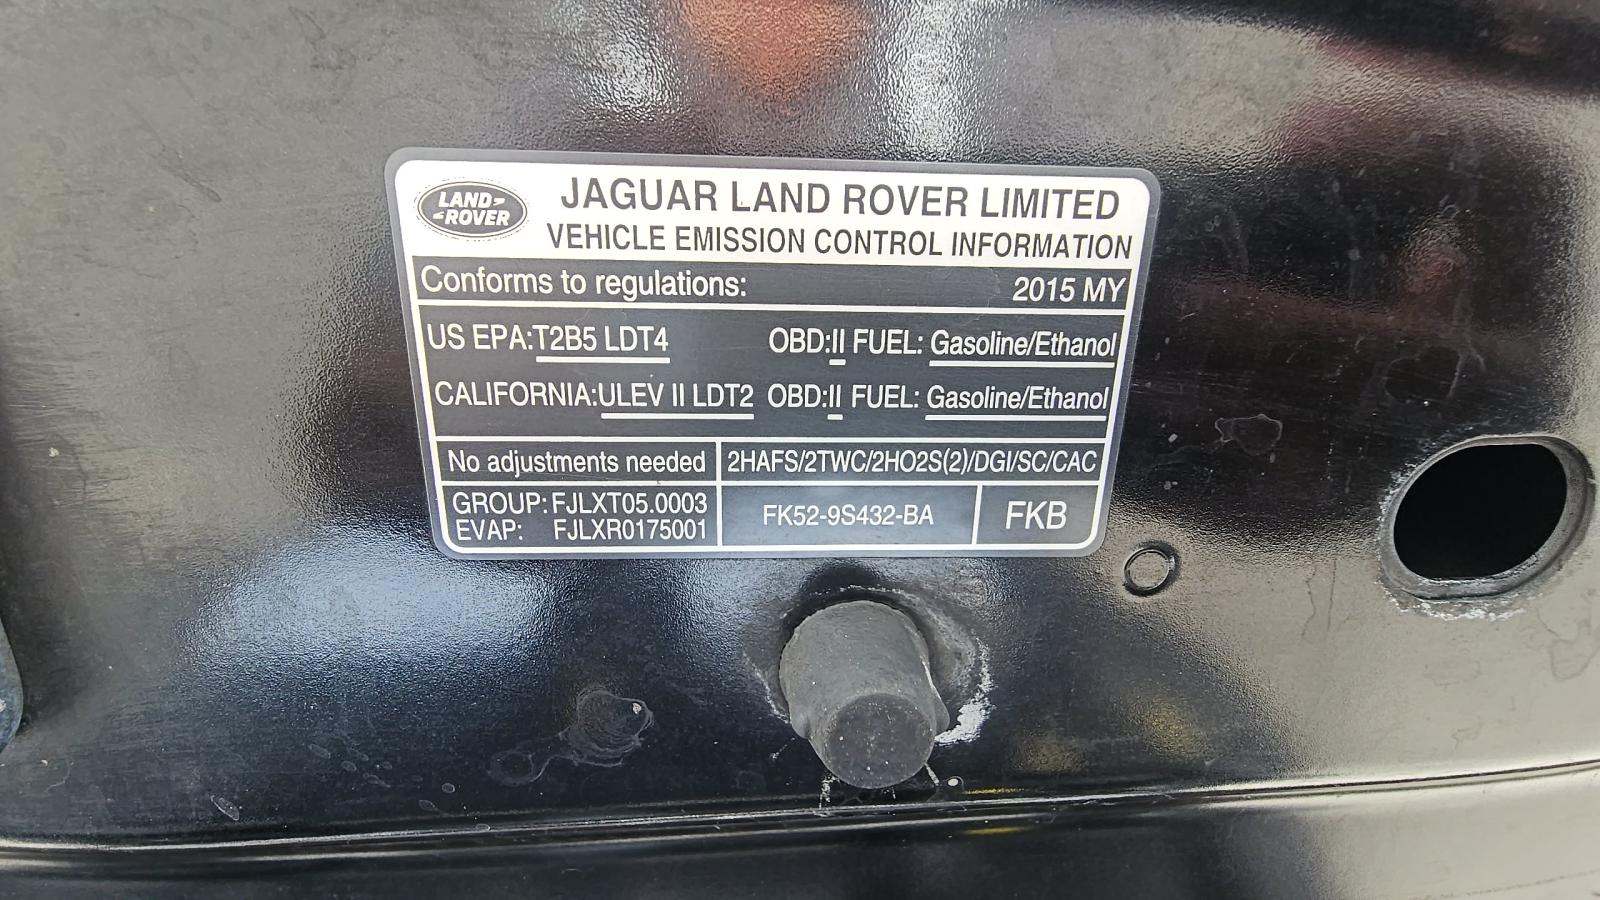 LAND ROVER
JAGUAR LAND ROVER LIMITED
VEHICLE EMISSION CONTROL INFORMATION
Conforms to regulations: 2015 MY
US EPA:T2B5 LDT4 OBD:II FUEL: Gasoline/Ethanol
CALIFORNIA:ULEV II LDT2 OBD:II FUEL: Gasoline/Ethanol
No adjustments needed 2HAFS/2TWC/2HO2S(2)/DGI/SC/CAC
GROUP: FJLXT05.0003
EVAP: FJLXR0175001
FK52-9S432-BA FKB